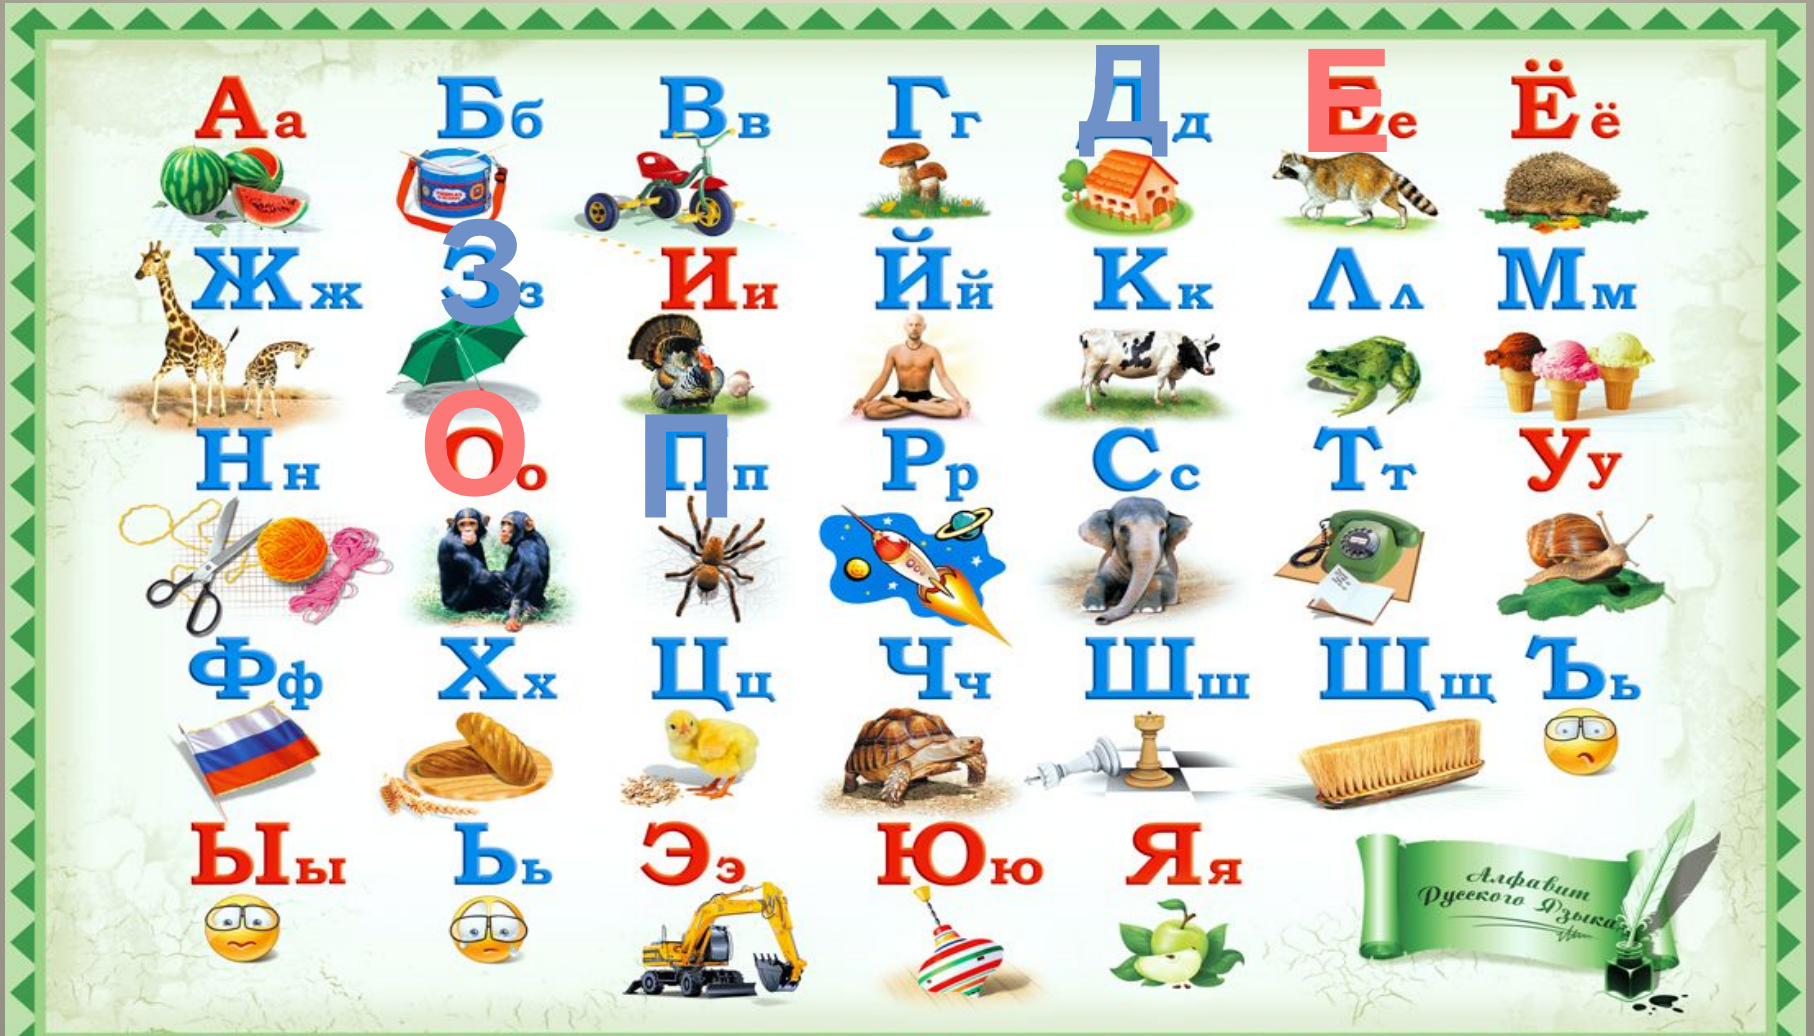 Аа Бб Вв Гг Дд Ее Ёё
Жж Зз Ии Йй Кк Лл Мм
Нн Оо Пп Рр Сс Тт Уу
Фф Хх Цц Чч Шш Щщ Ъь
Ыы Ьь Ээ Юю Яя
Алфавит
Русского Языка